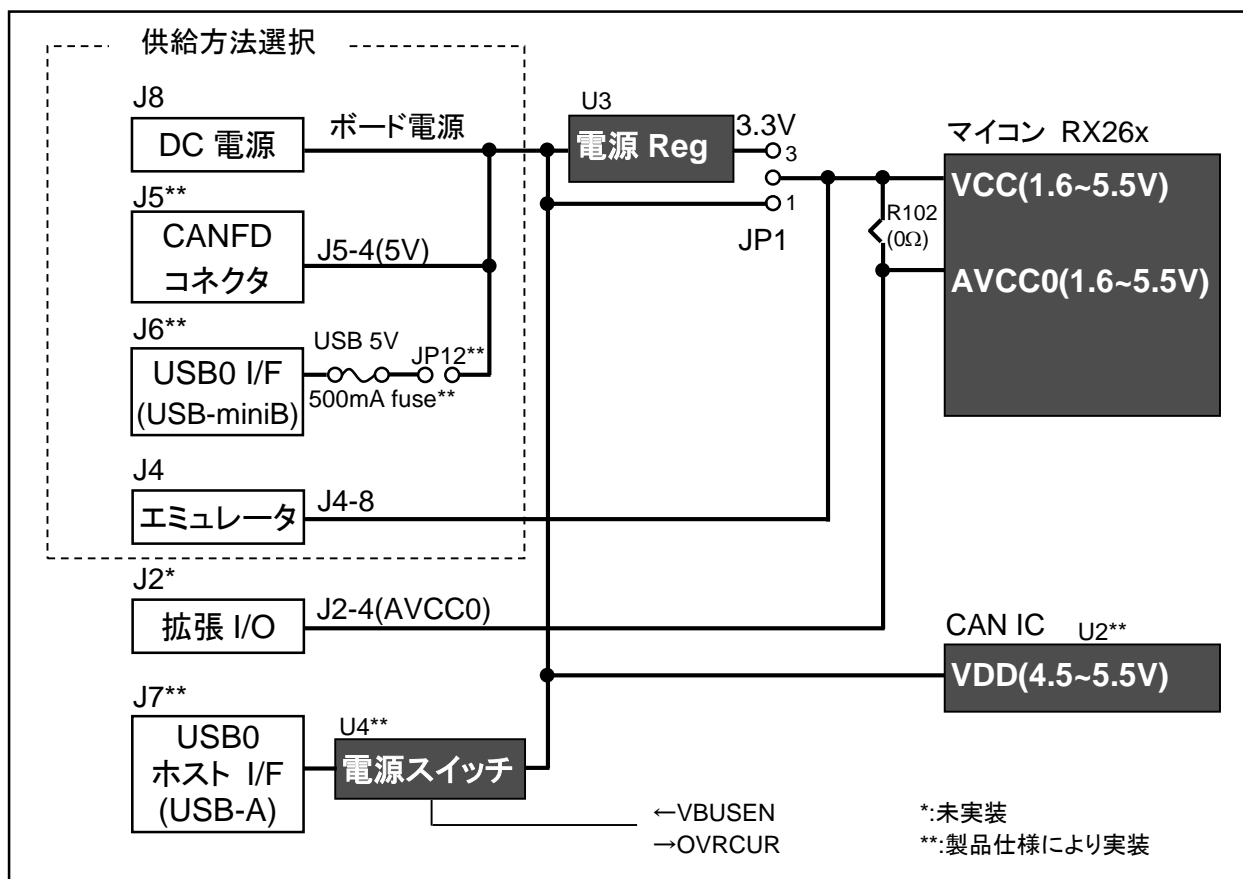 供給方法選択
J8
DC 電源
ボード電源
J5**
CANFD
コネクタ
J5-4(5V)
J6**
USB0 I/F
(USB-miniB)
USB 5V
JP12**
500mA fuse**
J4
エミュレータ
J4-8
J2*
拡張 I/O
J2-4(AVCC0)
J7**
USB0
ホスト I/F
(USB-A)
U4**
電源スイッチ
←VBUSEN
→OVRCUR
U3
電源 Reg
3.3V
3
1
JP1
R102
(0Ω)
マイコン RX26x
VCC(1.6~5.5V)
AVCC0(1.6~5.5V)
CAN IC U2**
VDD(4.5~5.5V)
*:未実装
**:製品仕様により実装